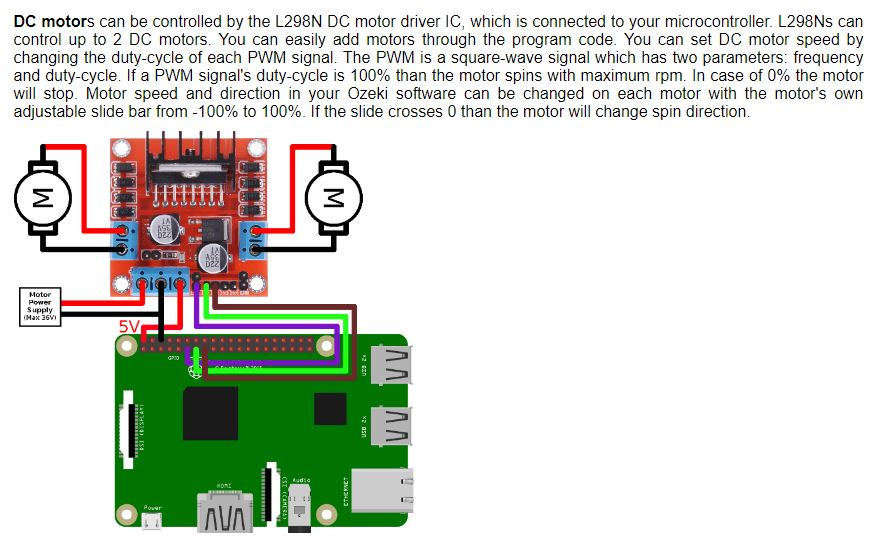 DC motors can be controlled by the L298N DC motor driver IC, which is connected to your microcontroller. L298Ns can
control up to 2 DC motors. You can easily add motors through the program code. You can set DC motor speed by
changing the duty-cycle of each PWM signal. The PWM is a square-wave signal which has two parameters: frequency
and duty-cycle. If a PWM signal's duty-cycle is 100% than the motor spins with maximum rpm. In case of 0% the motor
will stop. Motor speed and direction in your Ozeki software can be changed on each motor with the motor's own
adjustable slide bar from -100% to 100%. If the slide crosses 0 than the motor will change spin direction.
M
M
220
35V
VT
220
35V
VT
Motor
Power
Supply
(Max 36V)
5V
GPIO
USB 2x
DSI (DISPLAY)
USB 2x
HDMI
CSI (CAMERA)
Audio
ETHERNET
Power